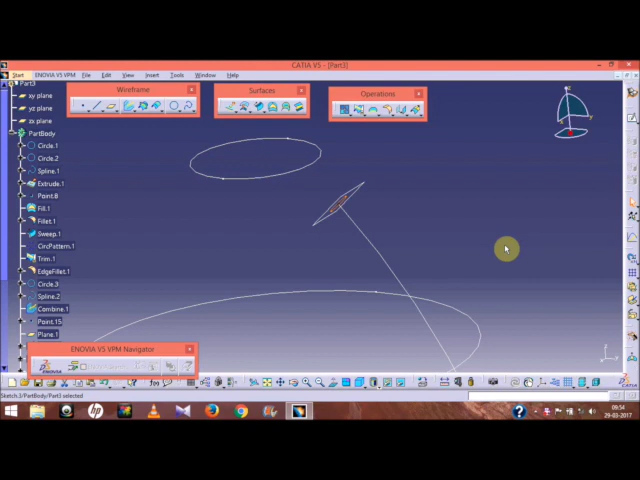 CATIA V5 - [Part3]
Start ENOVIA V5 VPM File Edit View Insert Tools Window Help
Part3
Wireframe
Surfaces
Operations
xy plane
yz plane
zx plane
PartBody
Circle.1
Circle.2
Spline.1
Extrude.1
Point.8
Fill.1
Fillet.1
Sweep.1
CircPattern.1
Trim.1
EdgeFillet.1
Circle.3
Spline.2
Combine.1
Point.15
Plane.1
ENOVIA V5 VPM Navigator
Sketch.3/PartBody/Part3 selected
09:54
29-03-2017